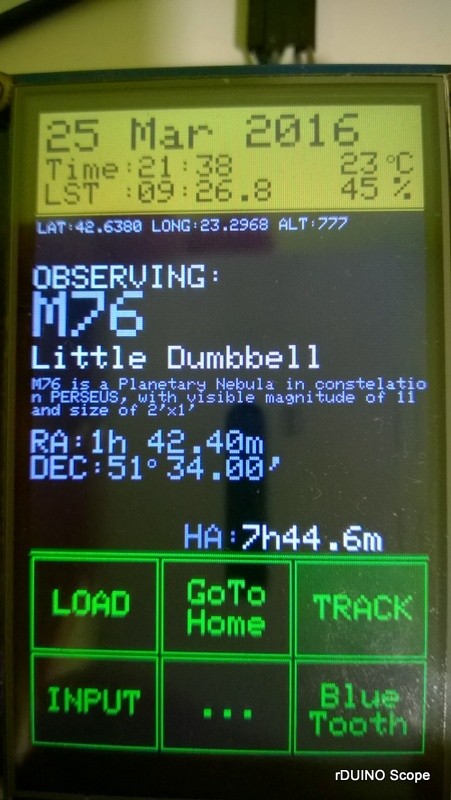 25 Mar 2016
Time:21:38 23°C
LST :09:26.8 45 %
LAT:42.6380 LONG:23.2968 ALT:777
OBSERVING:
M76
Little Dumbbell
M76 is a Planetary Nebula in constelatio
n PERSEUS, with visible magnitude of 11
and size of 2'x1'
RA:1h 42.40m
DEC:51° 34.00'
HA:7h44.6m
LOAD GoTo Home TRACK
INPUT ... Blue Tooth
rDUINO Scope